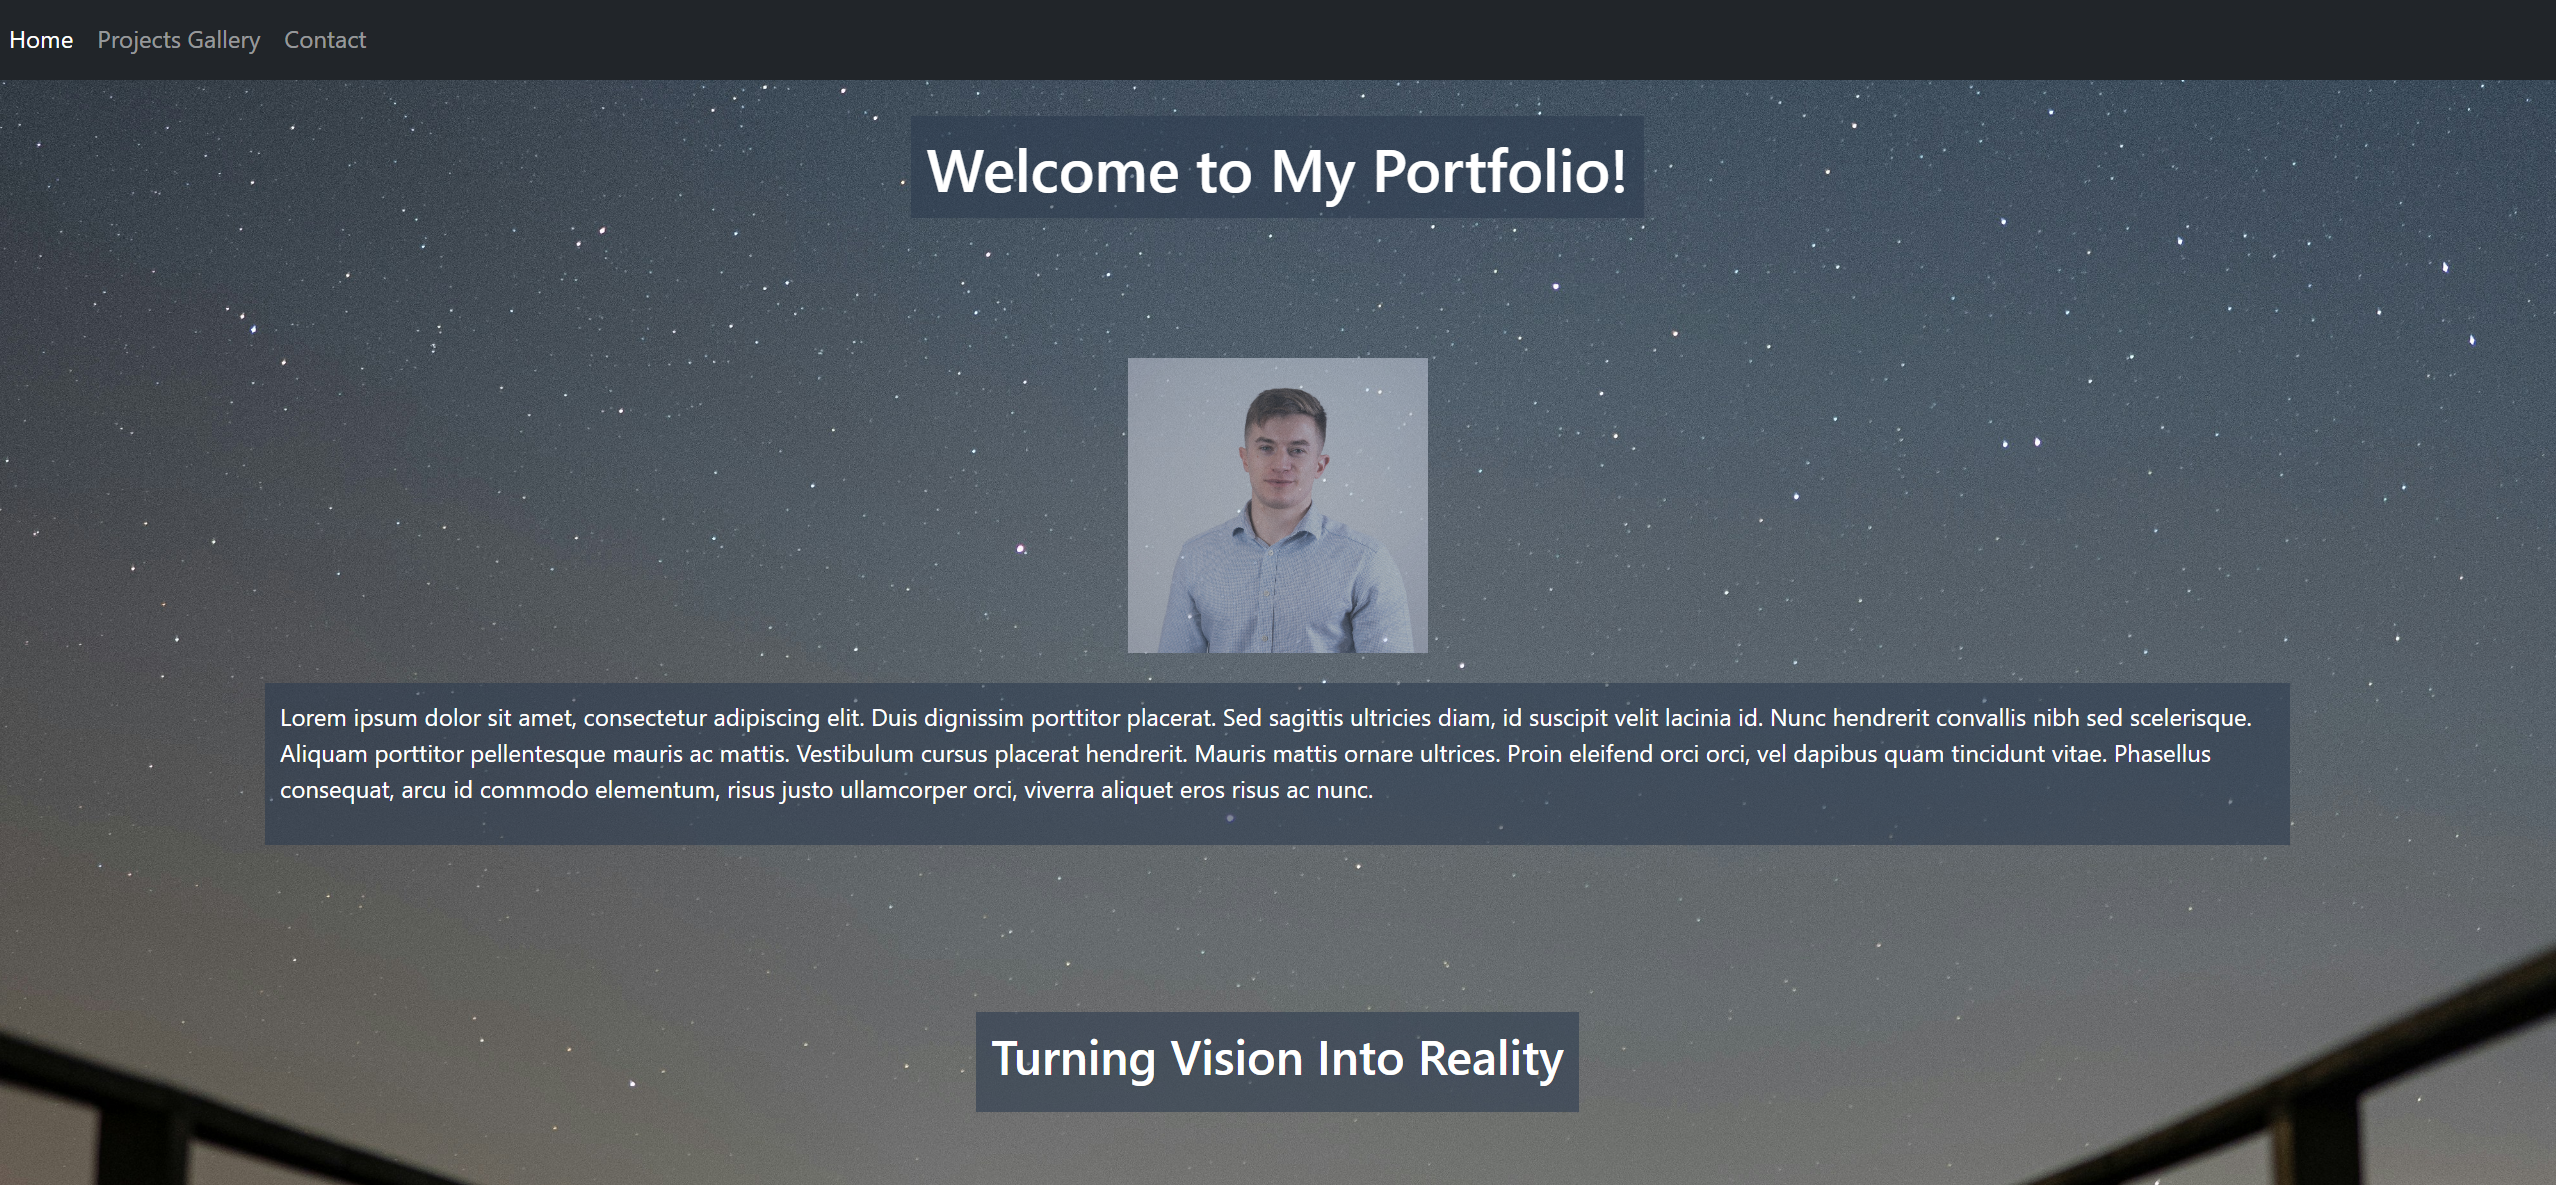 Home Projects Gallery Contact
Welcome to My Portfolio!
Lorem ipsum dolor sit amet, consectetur adipiscing elit. Duis dignissim porttitor placerat. Sed sagittis ultricies diam, id suscipit velit lacinia id. Nunc hendrerit convallis nibh sed scelerisque.
Aliquam porttitor pellentesque mauris ac mattis. Vestibulum cursus placerat hendrerit. Mauris mattis ornare ultrices. Proin eleifend orci orci, vel dapibus quam tincidunt vitae. Phasellus
consequat, arcu id commodo elementum, risus justo ullamcorper orci, viverra aliquet eros risus ac nunc.
Turning Vision Into Reality